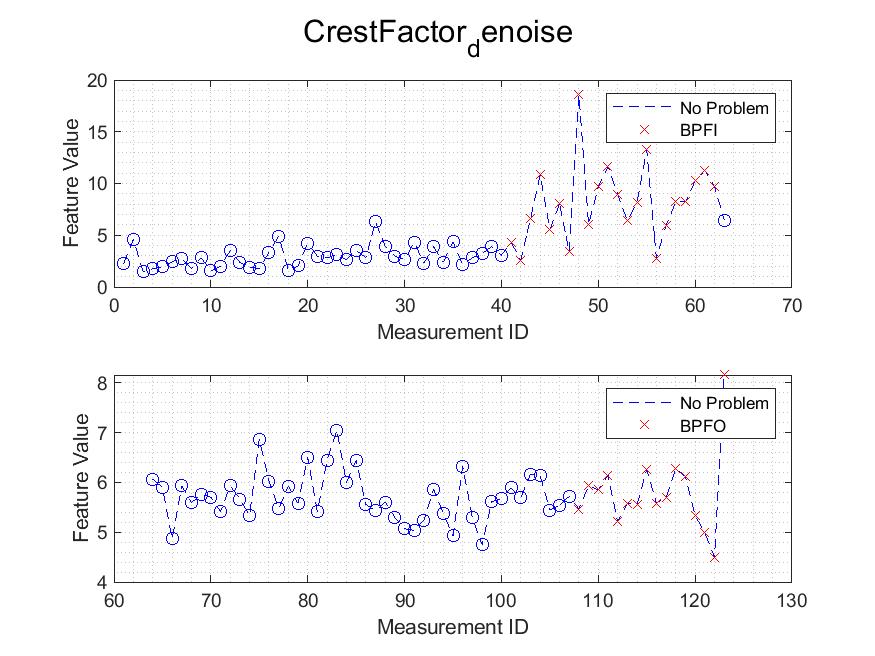 CrestFactor_denoise
20
15
10
5
0
Feature Value
No Problem
BPFI
0 10 20 30 40 50 60 70
Measurement ID
8
7
6
5
4
Feature Value
No Problem
BPFO
60 70 80 90 100 110 120 130
Measurement ID